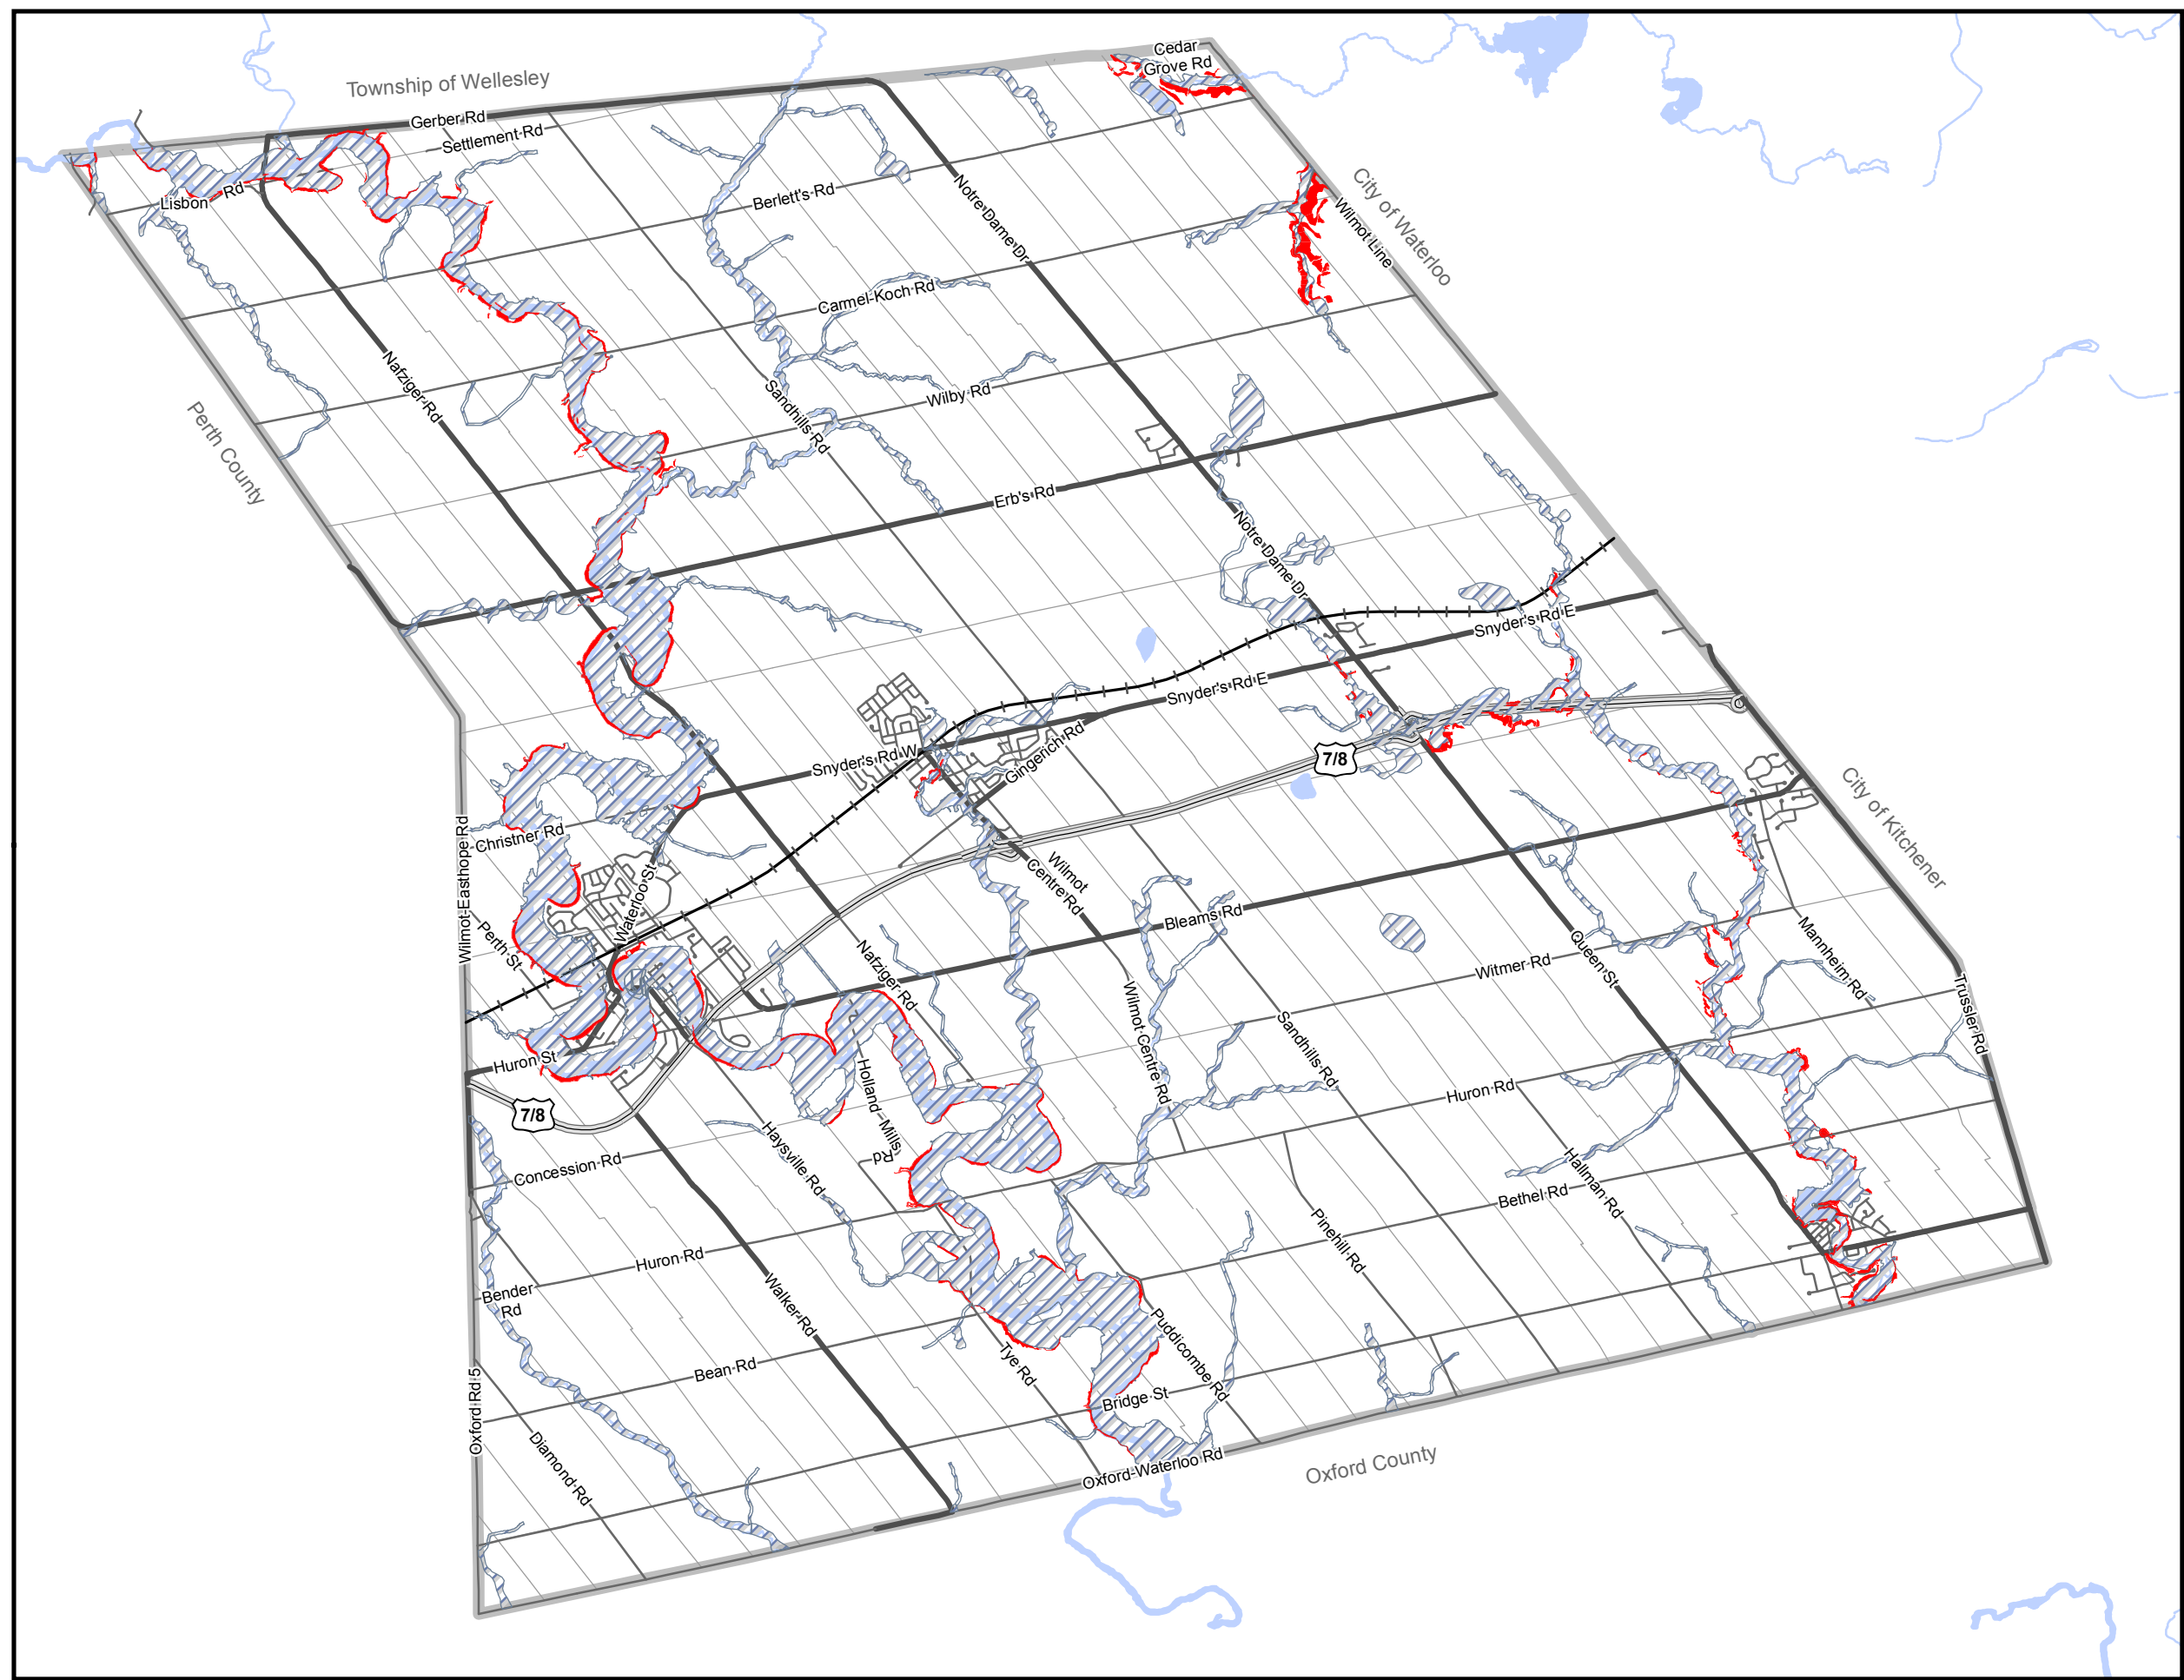 Cedar
Grove Rd
Township of Wellesley
Gerber Rd
Settlement Rd
Lisbon Rd
Berlett's Rd
Notre Dame Dr
City of Waterloo
Wilmot Line
Carmel-Koch Rd
Nafziger Rd
Sandhills Rd
Wilby Rd
Perth County
Erb's Rd
Notre Dame Dr
Snyder's Rd E
Snyder's Rd E
Snyder's Rd W
Gingerich Rd
7/8
City of Kitchener
Christner Rd
Wilmot-Easthope Rd
Waterloo St
Wilmot
Centre Rd
Perth St
Bleams Rd
Nafziger Rd
Queen St
Mannheim Rd
Witmer Rd
Trussler Rd
Wilmot Centre Rd
Sandhills Rd
Huron St
7/8
Holland Mills
Rd
Huron Rd
Haysville Rd
Concession Rd
Hallman Rd
Bethel Rd
Pinehill Rd
Huron Rd
Bender
Rd
Walker Rd
Puddicombe Rd
Tye Rd
Bean Rd
Bridge St
Oxford Rd 5
Diamond Rd
Oxford-Waterloo Rd
Oxford County